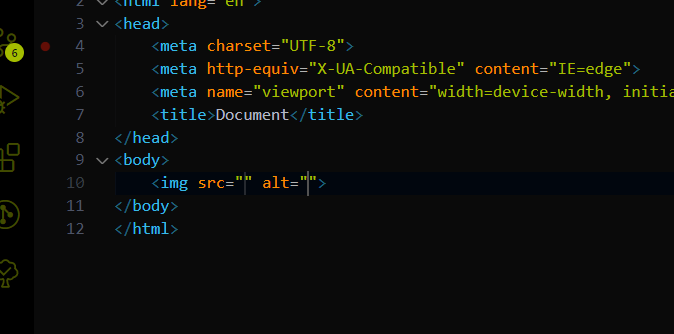 2 <html lang="en">
3 <head>
4 <meta charset="UTF-8">
5 <meta http-equiv="X-UA-Compatible" content="IE=edge">
6 <meta name="viewport" content="width=device-width, initia
7 <title>Document</title>
8 </head>
9 <body>
10 <img src="" alt="">
11 </body>
12 </html>
6